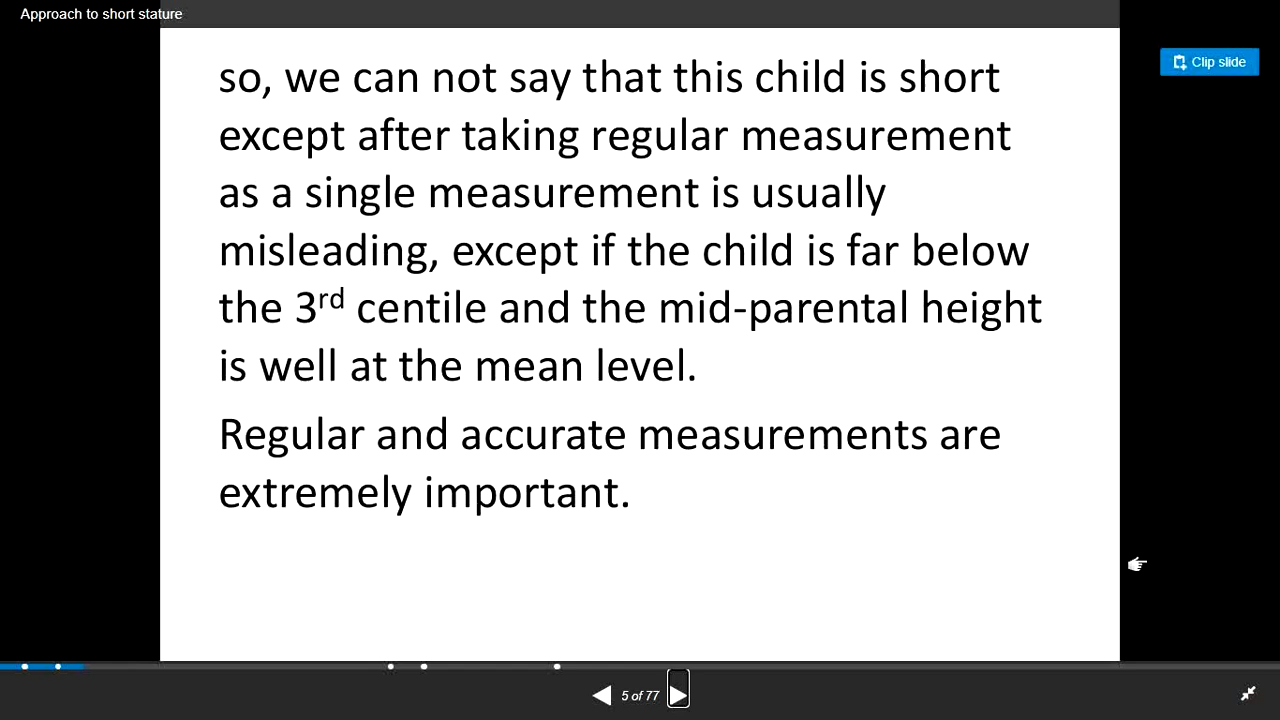 Approach to short stature
Clip slide
so, we can not say that this child is short
except after taking regular measurement
as a single measurement is usually
misleading, except if the child is far below
the 3rd centile and the mid-parental height
is well at the mean level.
Regular and accurate measurements are
extremely important.
5 of 77